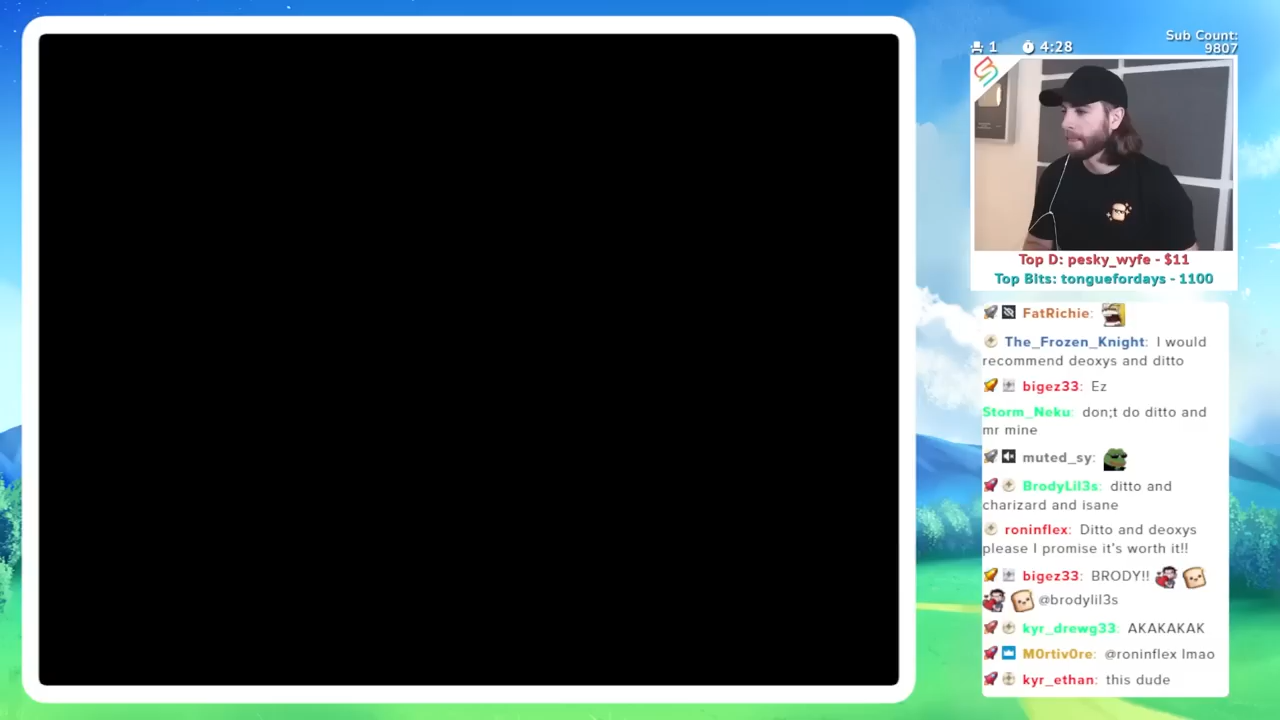 1 4:28
Sub Count:
9807
Top D: pesky_wyfe - $11
Top Bits: tonguefordays - 1100
FatRichie:
The_Frozen_Knight: I would
recommend deoxys and ditto
bigez33: Ez
Storm_Neku: don;t do ditto and
mr mine
muted_sy:
BrodyLil3s: ditto and
charizard and isane
roninflex: Ditto and deoxys
please I promise it's worth it!!
bigez33: BRODY!!
@brodylil3s
kyr_drewg33: AKAKAKAK
M0rtiv0re: @roninflex lmao
kyr_ethan: this dude